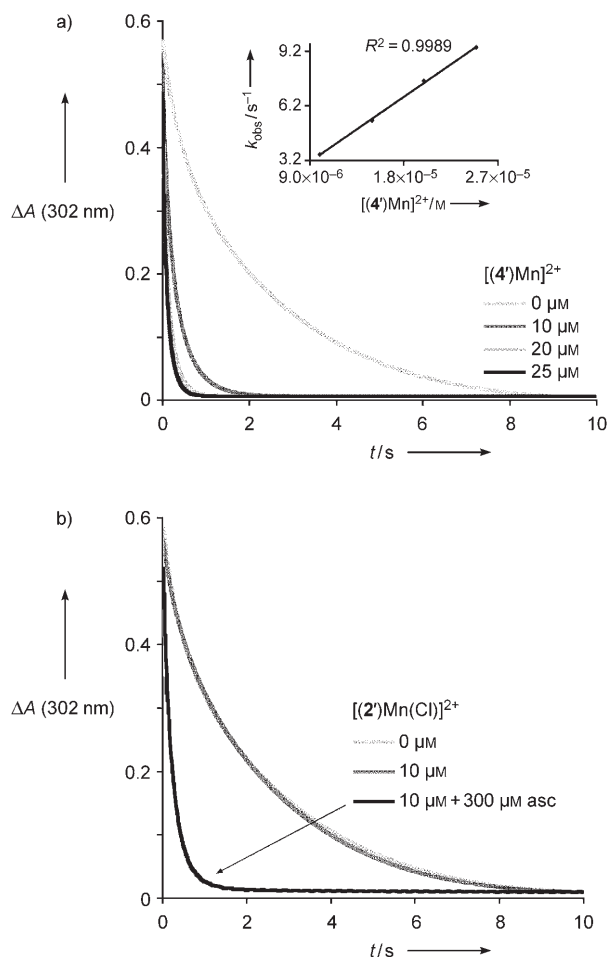 a)
0.6
0.4
0.2
0
ΔA (302 nm)
0 2 4 6 8 10
t/s
R² = 0.9989
9.2
6.2
3.2
k_obs/s⁻¹
9.0×10⁻⁶ 1.8×10⁻⁵ 2.7×10⁻⁵
[(4′)Mn]²⁺/M
[(4′)Mn]²⁺
0 μM
10 μM
20 μM
25 μM
b)
0.6
0.4
0.2
0
ΔA (302 nm)
0 2 4 6 8 10
t/s
[(2′)Mn(Cl)]²⁺
0 μM
10 μM
10 μM + 300 μM asc